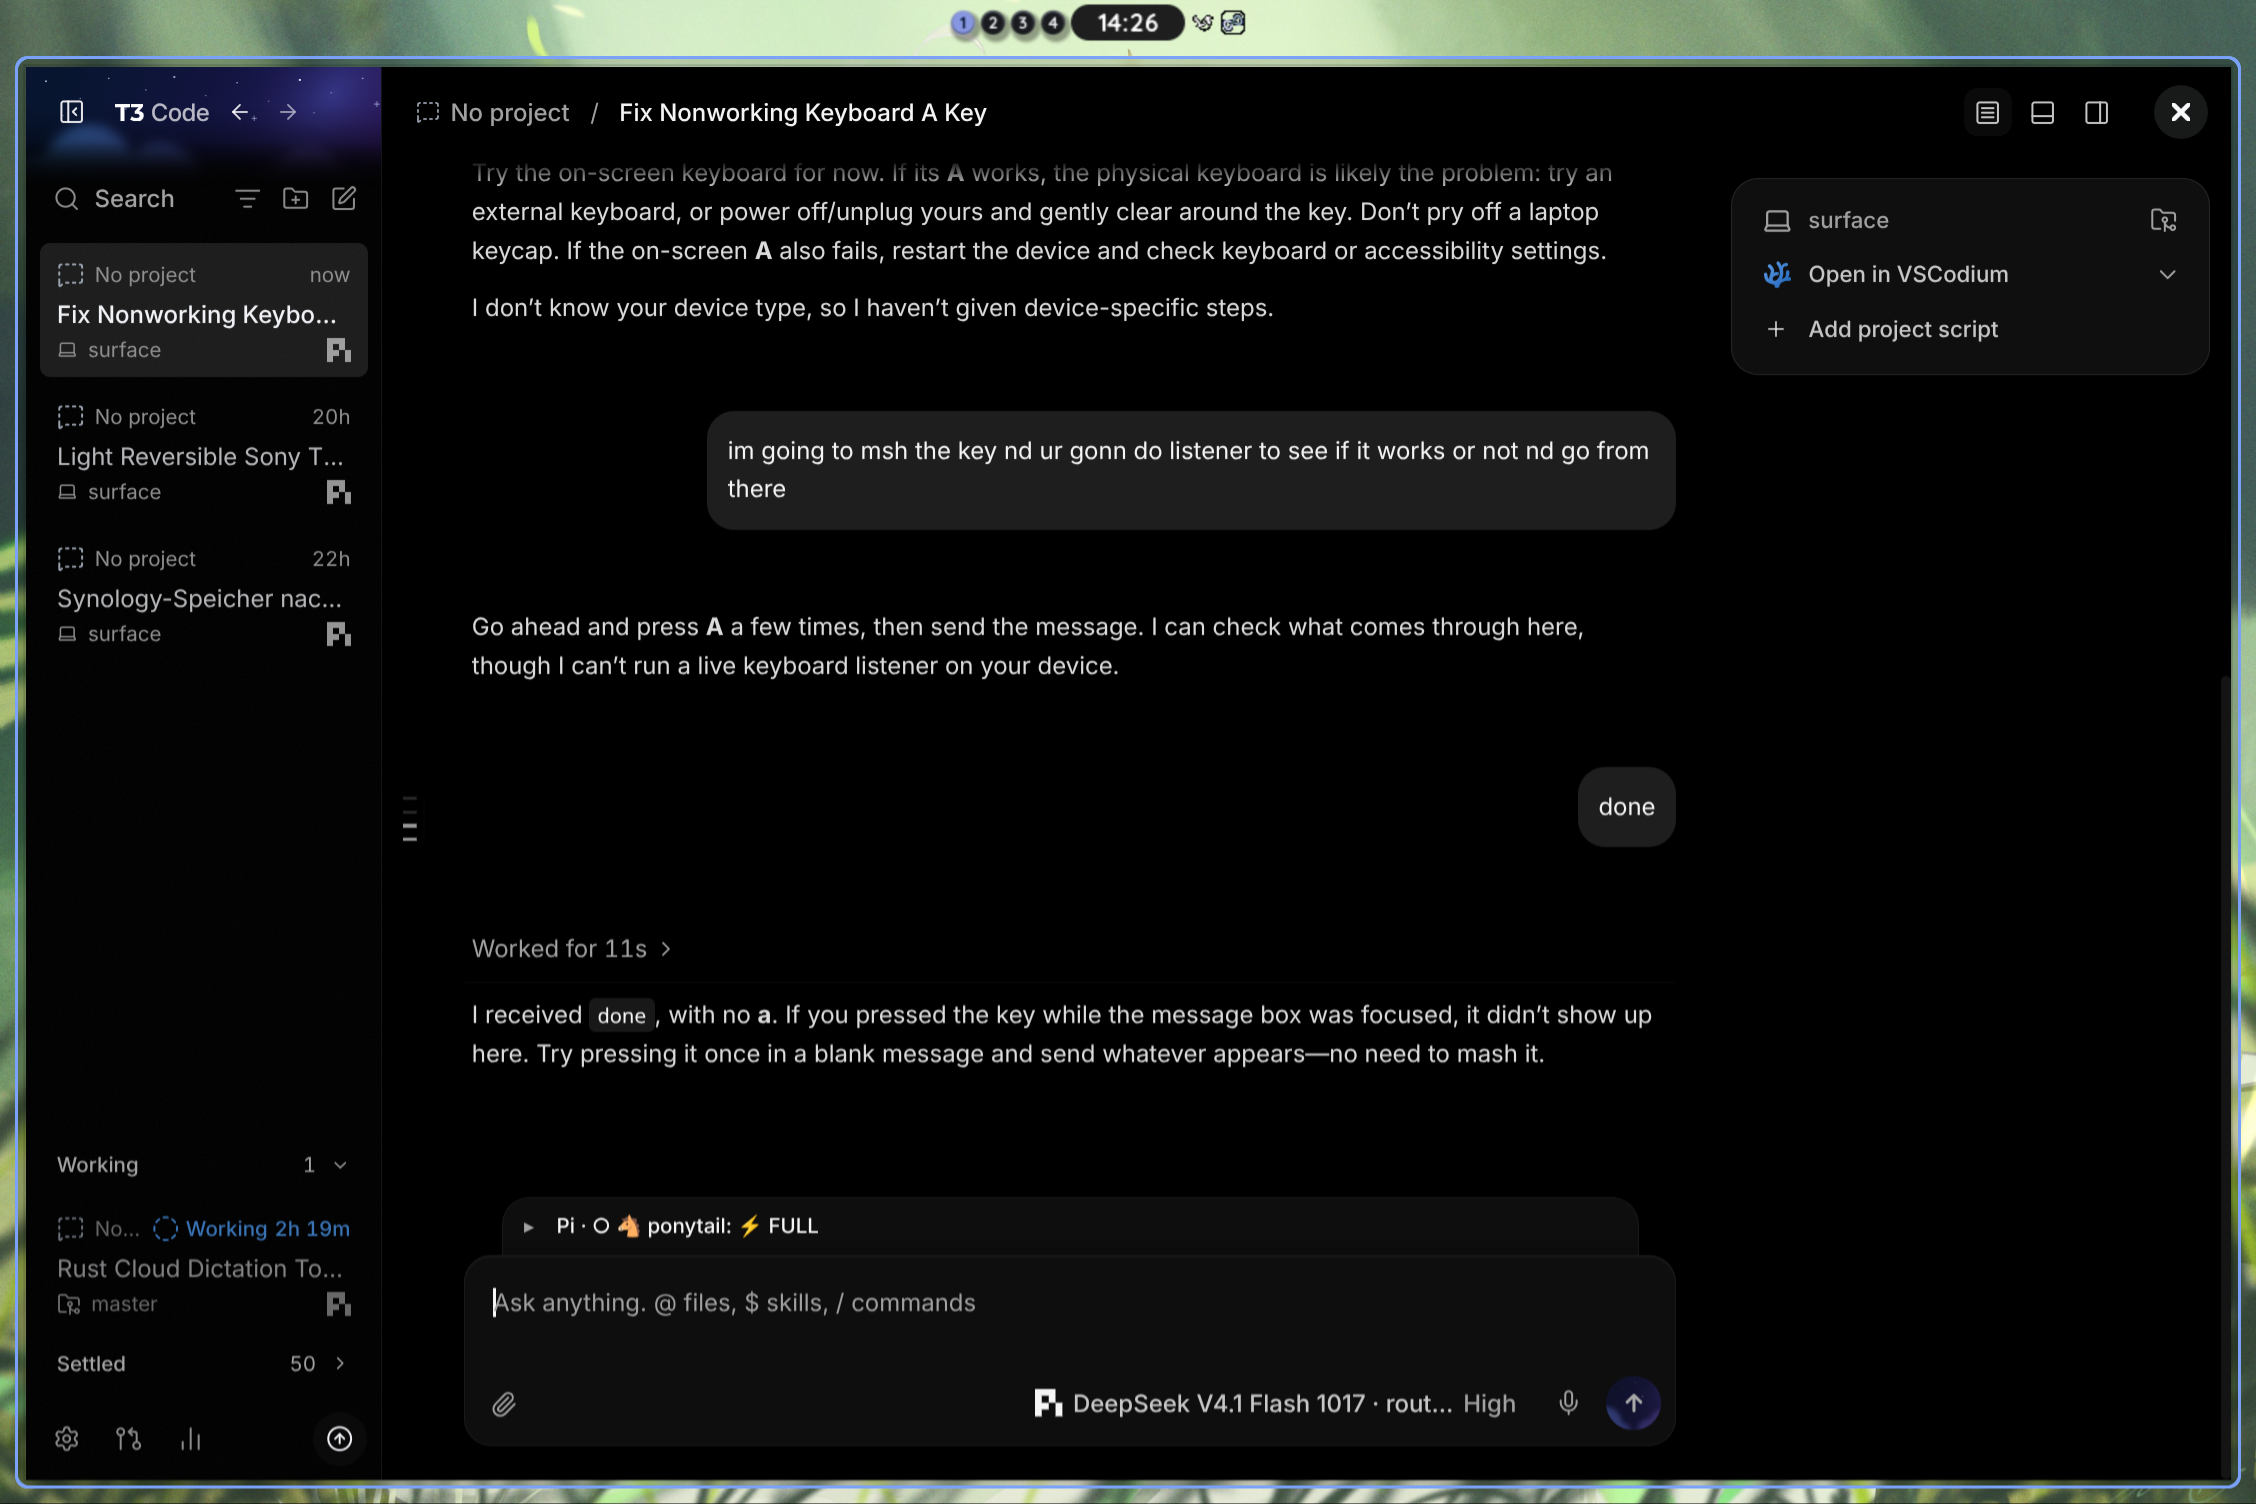 1 2 3 4 14:26
T3 Code
No project / Fix Nonworking Keyboard A Key
Search
No project now
Fix Nonworking Keybo...
surface
No project 20h
Light Reversible Sony T...
surface
No project 22h
Synology-Speicher nac...
surface
Working 1
No... Working 2h 19m
Rust Cloud Dictation To...
master
Settled 50
Try the on-screen keyboard for now. If its A works, the physical keyboard is likely the problem: try an
external keyboard, or power off/unplug yours and gently clear around the key. Don’t pry off a laptop
keycap. If the on-screen A also fails, restart the device and check keyboard or accessibility settings.
I don’t know your device type, so I haven’t given device-specific steps.
im going to msh the key nd ur gonn do listener to see if it works or not nd go from
there
Go ahead and press A a few times, then send the message. I can check what comes through here,
though I can’t run a live keyboard listener on your device.
done
Worked for 11s
I received done, with no a. If you pressed the key while the message box was focused, it didn’t show up
here. Try pressing it once in a blank message and send whatever appears—no need to mash it.
Pi · O 🐴 ponytail: ⚡ FULL
Ask anything. @ files, $ skills, / commands
DeepSeek V4.1 Flash 1017 · rout... High
surface
Open in VSCodium
Add project script